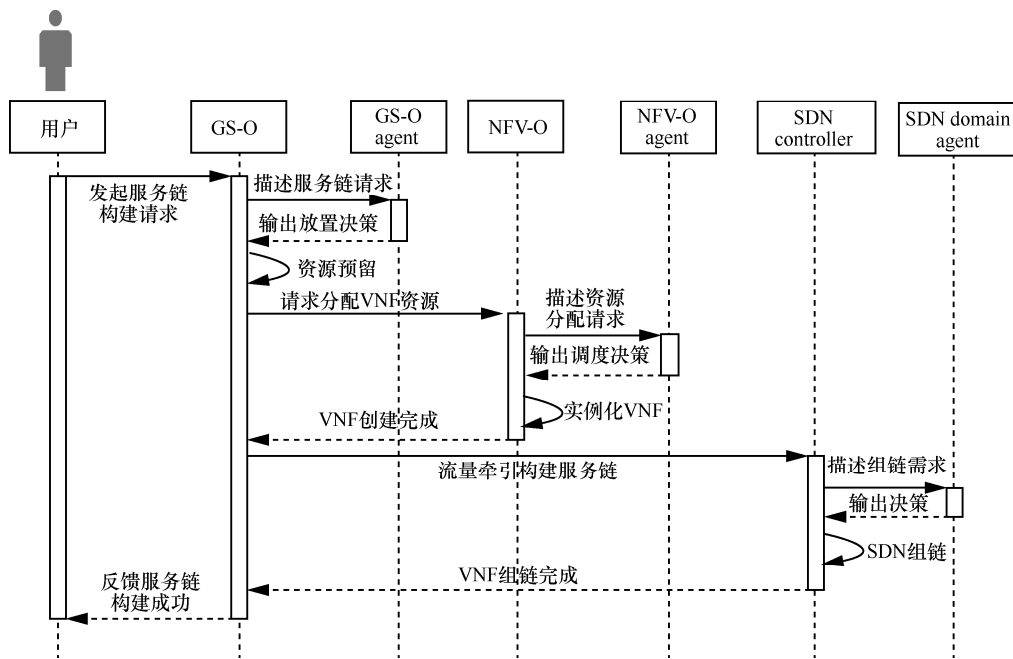 用户
GS-O
GS-O
agent
NFV-O
NFV-O
agent
SDN
controller
SDN domain
agent
发起服务链
构建请求
描述服务链请求
输出放置决策
资源预留
请求分配VNF资源
描述资源
分配请求
输出调度决策
实例化VNF
VNF创建完成
流量牵引构建服务链
描述组链需求
输出决策
SDN组链
VNF组链完成
反馈服务链
构建成功